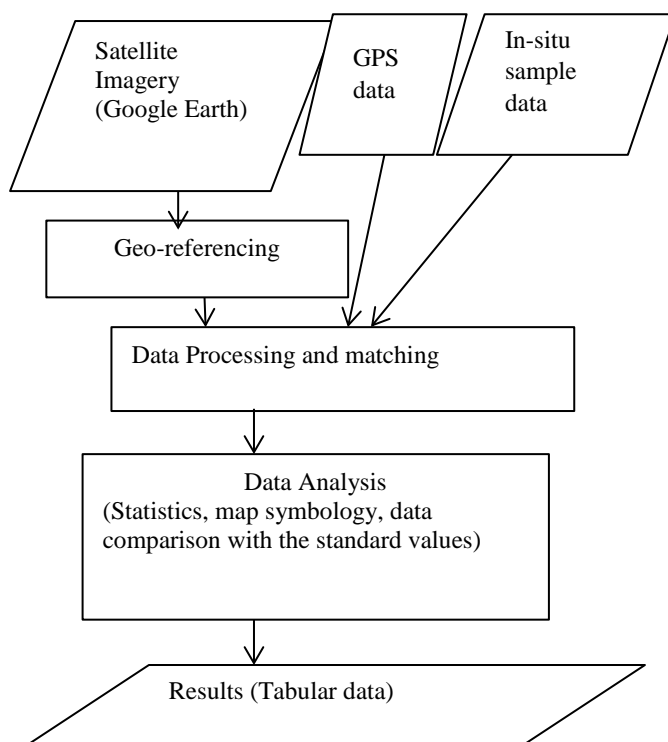 Satellite
Imagery
(Google Earth)
GPS
data
In-situ
sample
data
Geo-referencing
Data Processing and matching
Data Analysis
(Statistics, map symbology, data
comparison with the standard values)
Results (Tabular data)